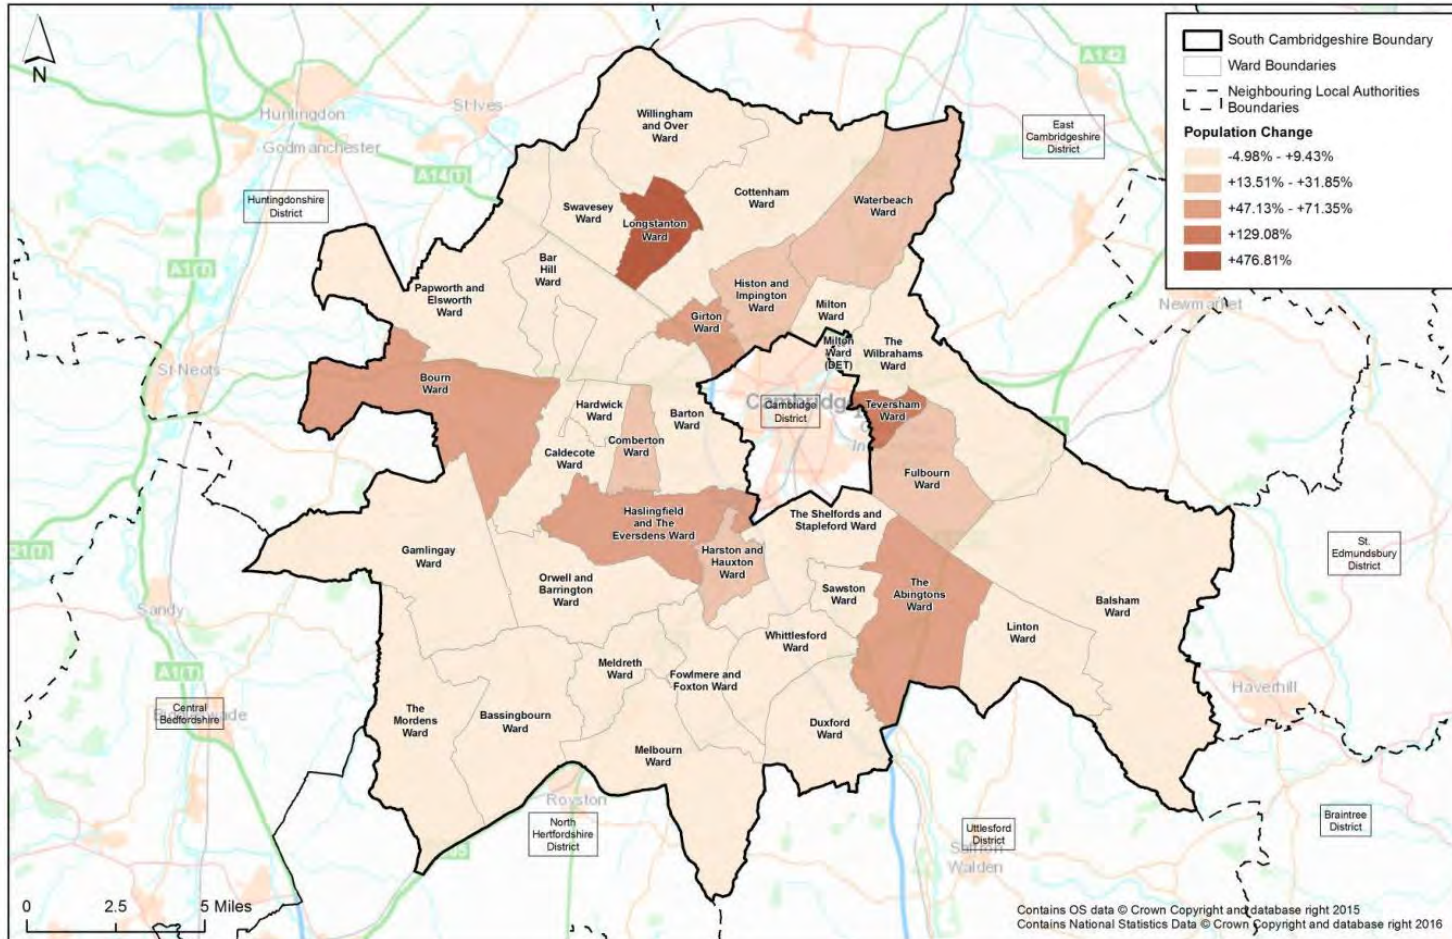 N
Huntingdon
St Ives
Godmanchester
A14(T)
A142
A1(T)
St Neots
Sandy
A1(T)
Royston
Newmarket
Haverhill
Walden
Cambridge
Huntingdonshire
District
East
Cambridgeshire
District
Cambridge
District
St.
Edmundsbury
District
Central
Bedfordshire
North
Hertfordshire
District
Uttlesford
District
Braintree
District
Willingham
and Over
Ward
Cottenham
Ward
Waterbeach
Ward
Swavesey
Ward
Longstanton
Ward
Bar
Hill
Ward
Papworth and
Elsworth
Ward
Histon and
Impington
Ward
Girton
Ward
Milton
Ward
Milton
Ward
(DET)
The
Wilbrahams
Ward
Bourn
Ward
Hardwick
Ward
Comberton
Ward
Barton
Ward
Caldecote
Ward
Teversham
Ward
Fulbourn
Ward
Haslingfield
and The
Eversdens Ward
The Shelfords and
Stapleford Ward
Harston and
Hauxton
Ward
Gamlingay
Ward
Orwell and
Barrington
Ward
Sawston
Ward
The
Abingtons
Ward
Linton
Ward
Balsham
Ward
Whittlesford
Ward
Meldreth
Ward
Fowlmere and
Foxton Ward
The
Mordens
Ward
Bassingbourn
Ward
Melbourn
Ward
Duxford
Ward
South Cambridgeshire Boundary
Ward Boundaries
Neighbouring Local Authorities
Boundaries
Population Change
-4.98% - +9.43%
+13.51% - +31.85%
+47.13% - +71.35%
+129.08%
+476.81%
0 2.5 5 Miles
Contains OS data © Crown Copyright and database right 2015
Contains National Statistics Data © Crown Copyright and database right 2016